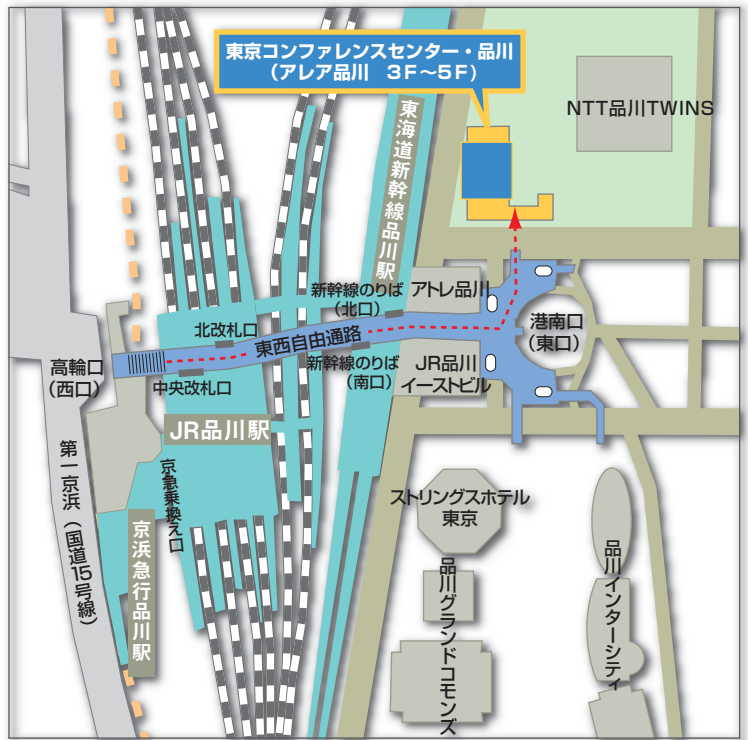 東京コンファレンスセンター・品川
（アレア品川　3F〜5F）
NTT品川TWINS
東海道新幹線品川駅
新幹線のりば
（北口）
アトレ品川
北改札口
東西自由通路
港南口
（東口）
高輪口
（西口）
中央改札口
新幹線のりば
（南口）
JR品川
イーストビル
JR品川駅
第一京浜（国道15号線）
京急乗換え口
京浜急行品川駅
ストリングスホテル
東京
品川グランドコモンズ
品川インターシティ